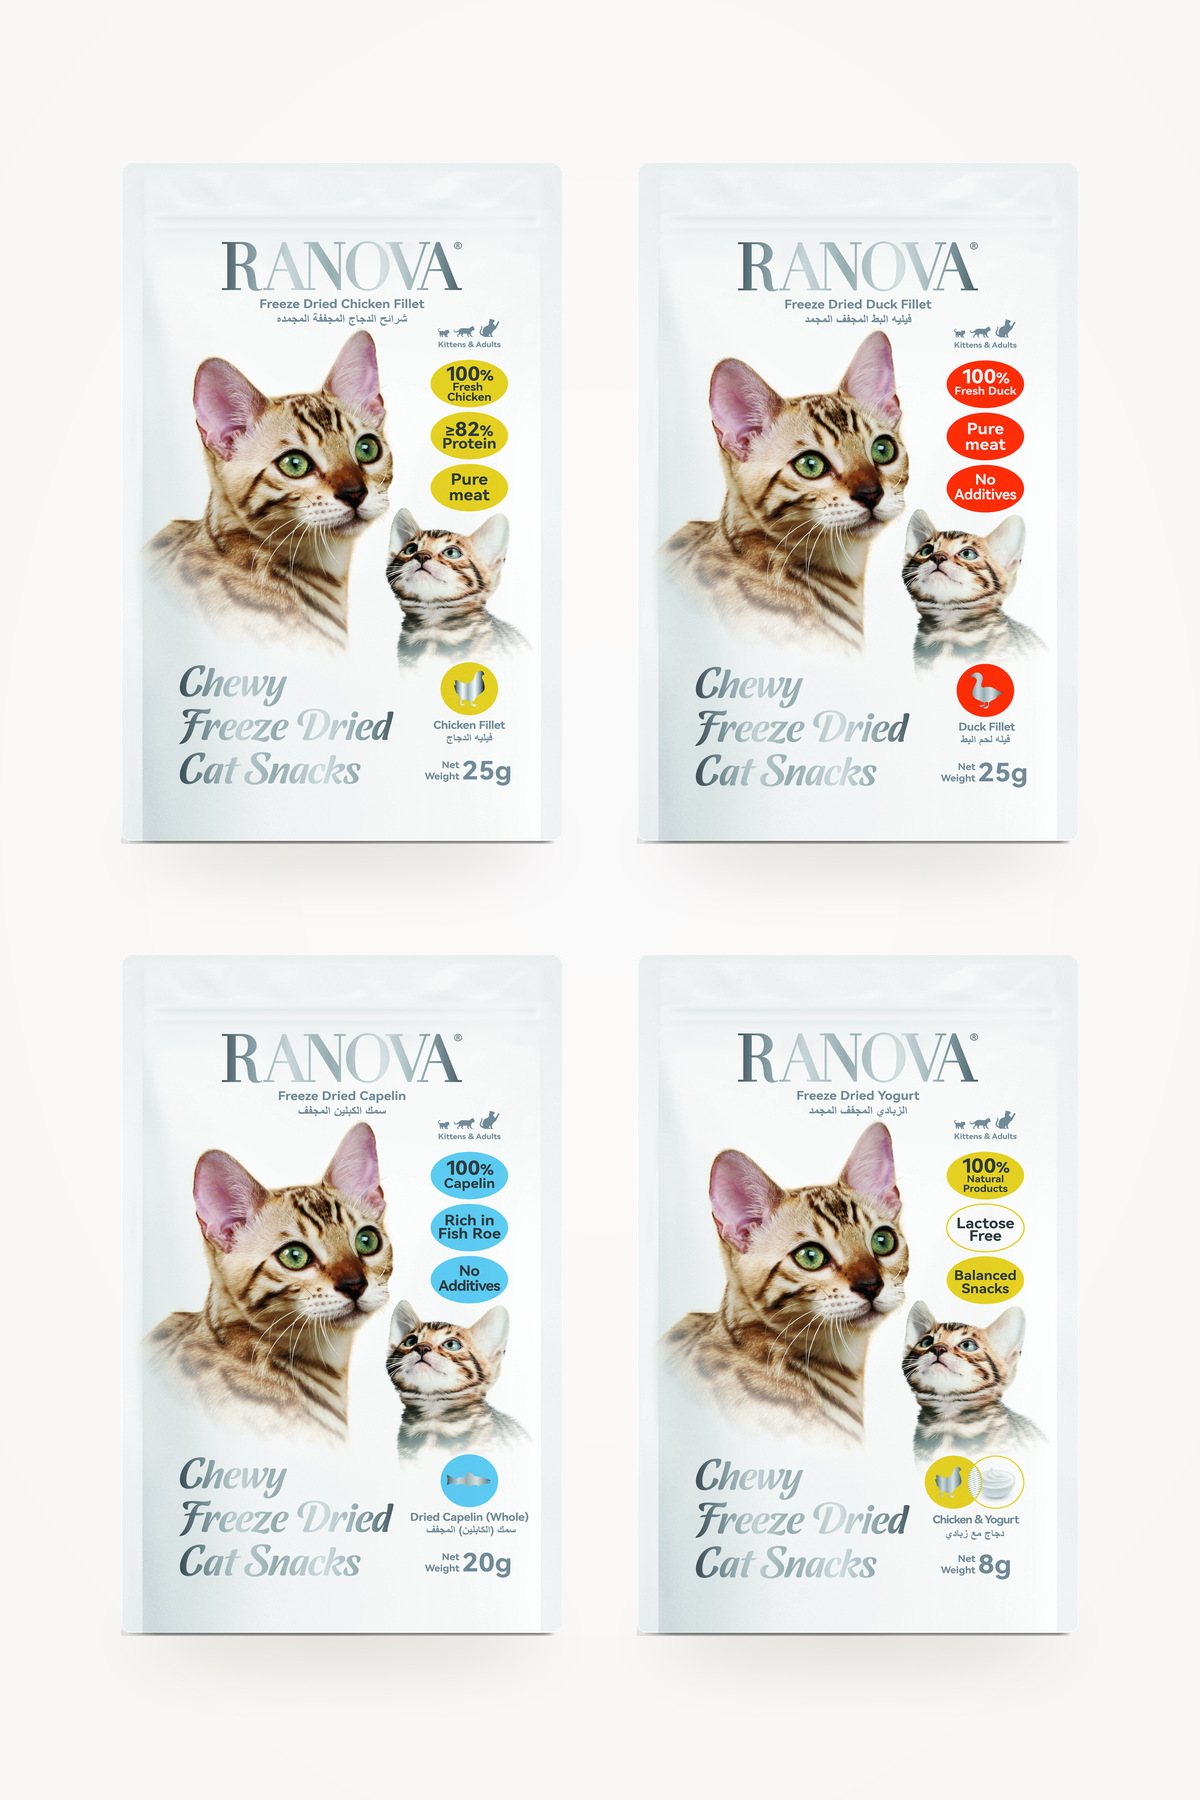 RANOVA®
Freeze Dried Chicken Fillet
شرائح الدجاج المجففة المجمده
Kittens & Adults
100%
Fresh
Chicken
≥82%
Protein
Pure
meat
Chewy
Freeze Dried
Cat Snacks
Chicken Fillet
فيليه الدجاج
Net
Weight 25g
RANOVA®
Freeze Dried Duck Fillet
فيليه البط المجفف المجمد
Kittens & Adults
100%
Fresh Duck
Pure
meat
No
Additives
Chewy
Freeze Dried
Cat Snacks
Duck Fillet
فيله لحم البط
Net
Weight 25g
RANOVA®
Freeze Dried Capelin
سمك الكبلين المجفف
Kittens & Adults
100%
Capelin
Rich in
Fish Roe
No
Additives
Chewy
Freeze Dried
Cat Snacks
Dried Capelin (Whole)
سمك (الكابلين) المجفف
Net
Weight 20g
RANOVA®
Freeze Dried Yogurt
الزبادي المجفف المجمد
Kittens & Adults
100%
Natural
Products
Lactose
Free
Balanced
Snacks
Chewy
Freeze Dried
Cat Snacks
Chicken & Yogurt
دجاج مع زبادي
Net
Weight 8g